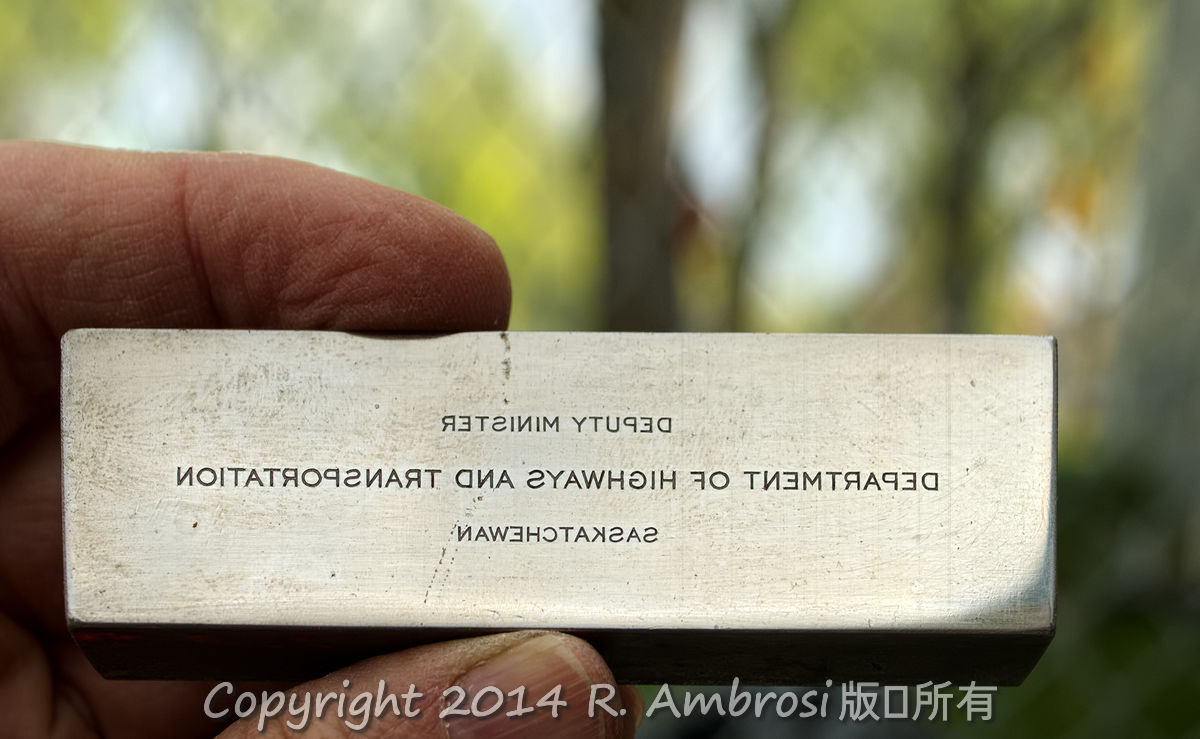 DEPUTY MINISTER
DEPARTMENT OF HIGHWAYS AND TRANSPORTATION
SASKATCHEWAN
Copyright 2014 R. Ambrosi 版□所有